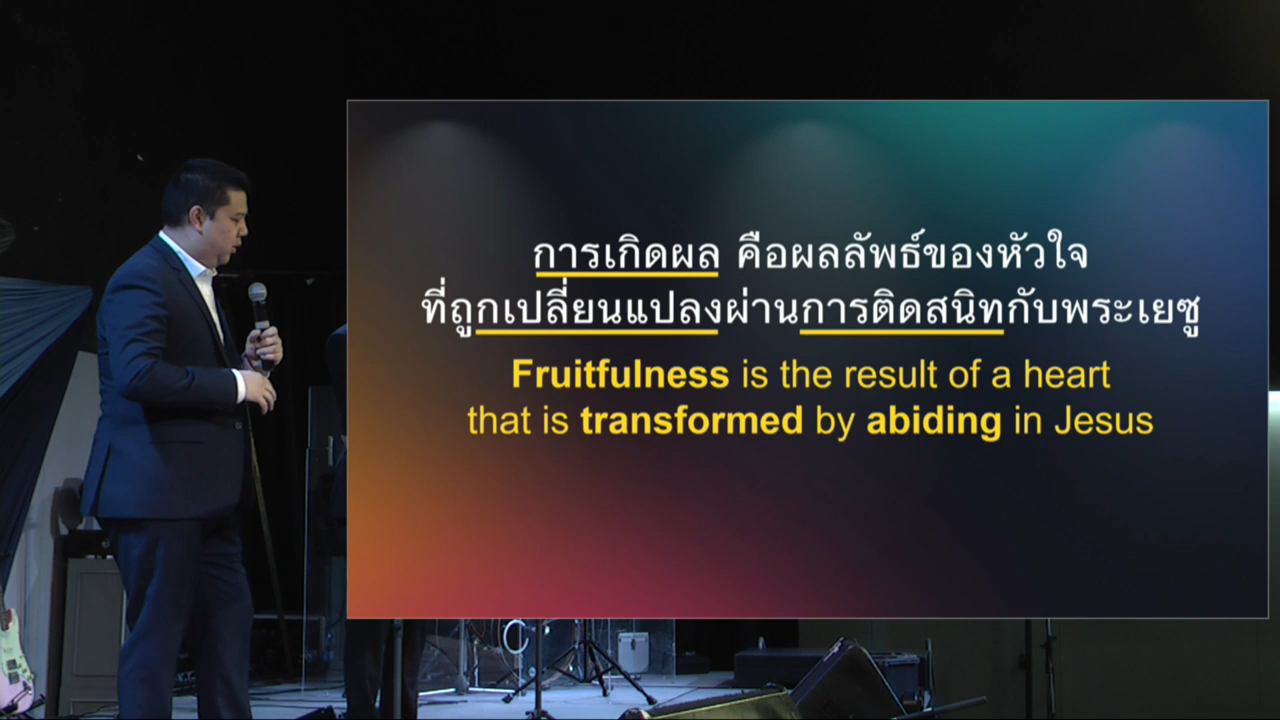 การเกิดผล คือผลลัพธ์ของหัวใจ
ที่ถูกเปลี่ยนแปลงผ่านการติดสนิทกับพระเยซู
Fruitfulness is the result of a heart
that is transformed by abiding in Jesus